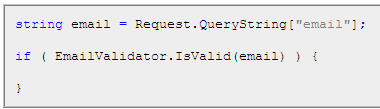 string email = Request.QueryString["email"];
if ( EmailValidator.IsValid(email) ) {
}